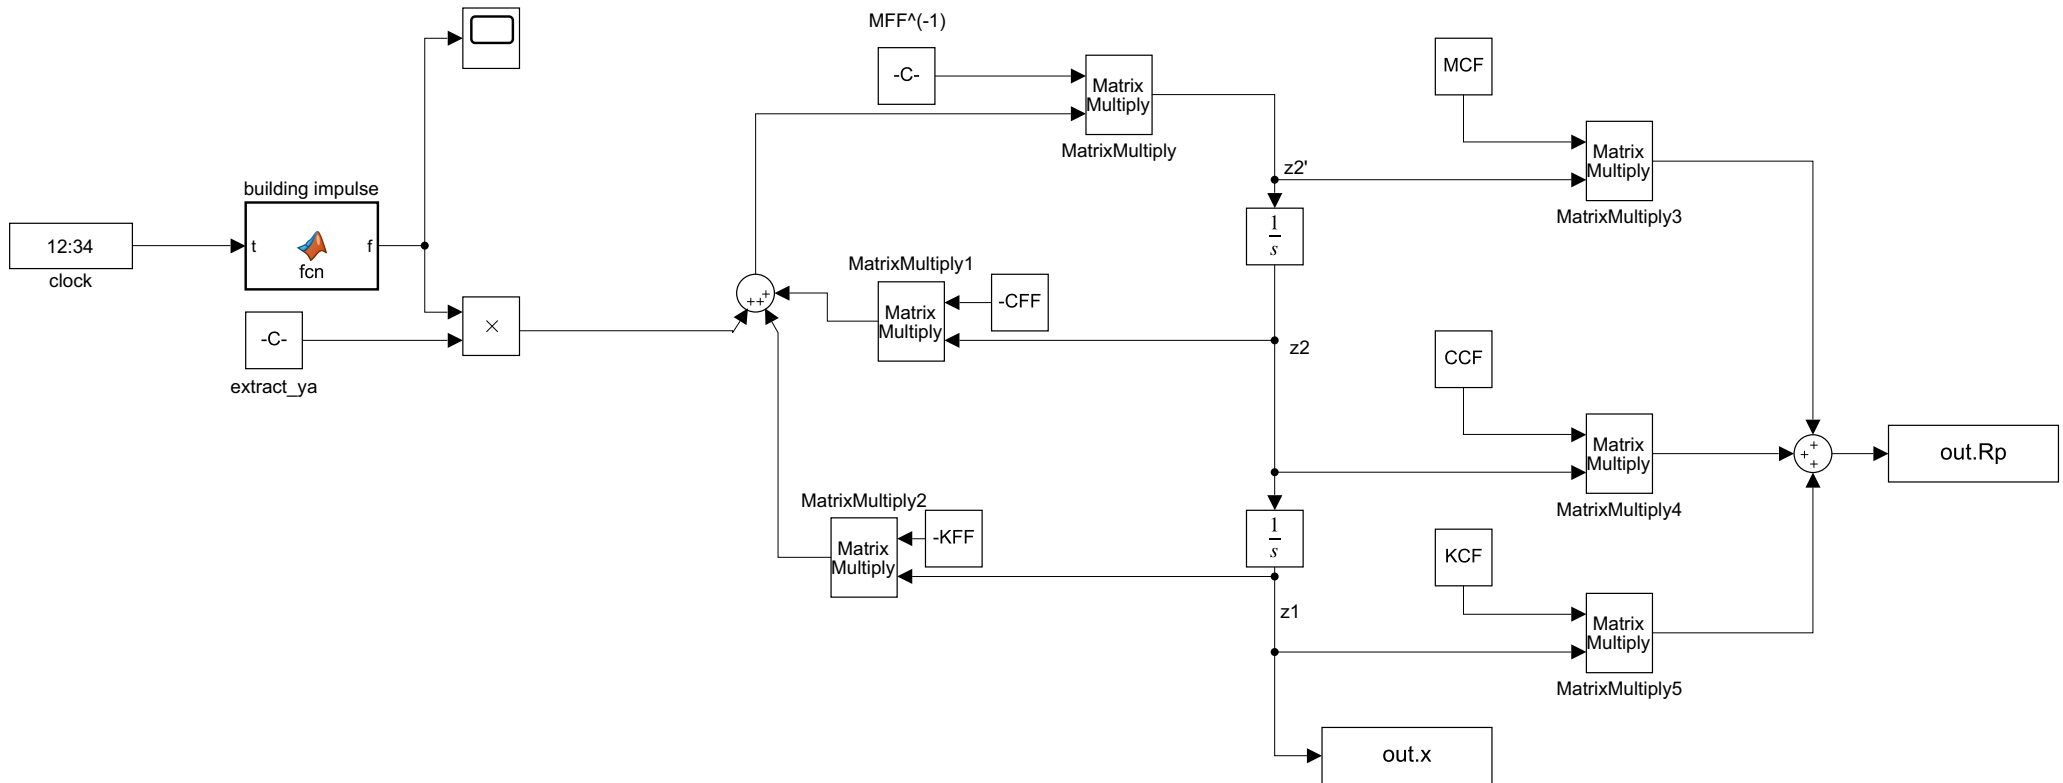 MFF^(-1)
-C-
Matrix
Multiply
MatrixMultiply
MCF
Matrix
Multiply
MatrixMultiply3
building impulse
12:34
clock
t
f
fcn
z2'
1
s
MatrixMultiply1
Matrix
Multiply
-CFF
+
++
×
-C-
extract_ya
z2
CCF
Matrix
Multiply
MatrixMultiply4
+
+
+
out.Rp
MatrixMultiply2
Matrix
Multiply
-KFF
1
s
KCF
z1
Matrix
Multiply
MatrixMultiply5
out.x